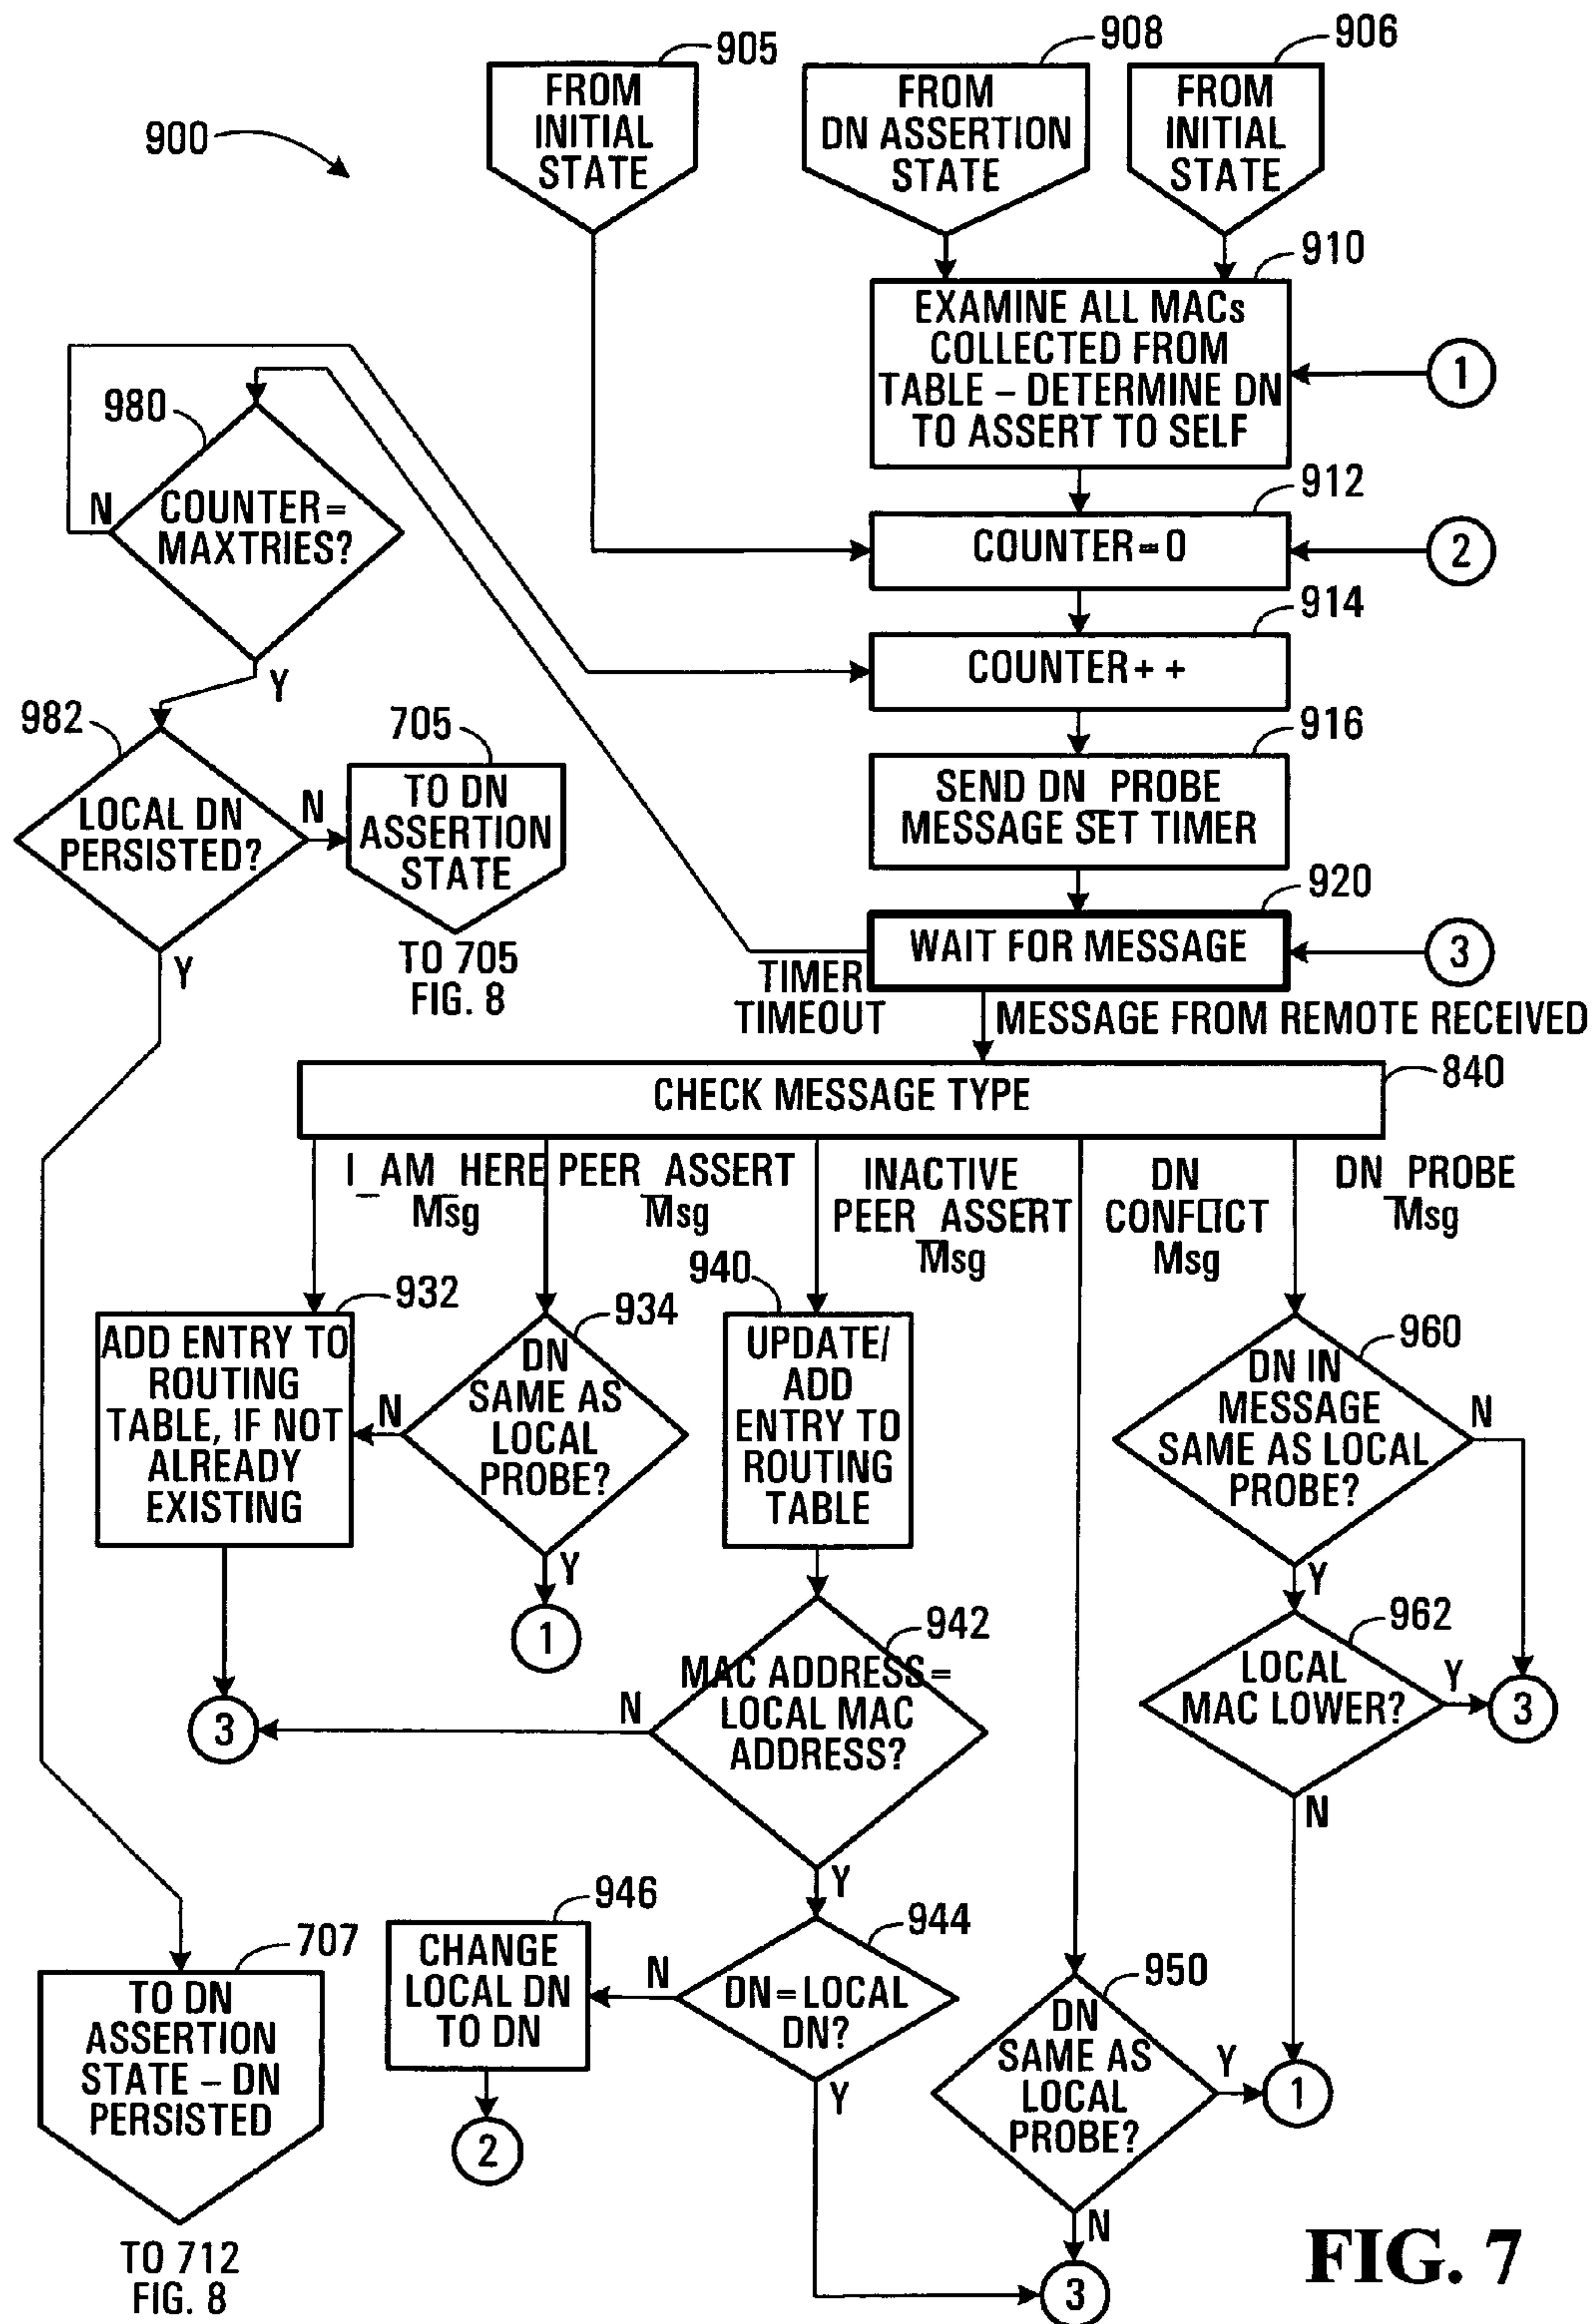 905
908
906
900
FROM
INITIAL
STATE
FROM
DN ASSERTION
STATE
FROM
INITIAL
STATE
910
EXAMINE ALL MACs
COLLECTED FROM
TABLE – DETERMINE DN
TO ASSERT TO SELF
1
980
COUNTER=
MAXTRIES?
N
Y
912
COUNTER=0
2
914
COUNTER++
916
SEND DN_PROBE
MESSAGE SET TIMER
982
LOCAL DN
PERSISTED?
N
Y
705
TO DN
ASSERTION
STATE
TO 705
FIG. 8
920
WAIT FOR MESSAGE
3
TIMER
TIMEOUT
MESSAGE FROM REMOTE RECEIVED
CHECK MESSAGE TYPE
840
I_AM_HERE
Msg
PEER_ASSERT
Msg
INACTIVE
PEER_ASSERT
Msg
DN
CONFLICT
Msg
DN_PROBE
Msg
932
ADD ENTRY TO
ROUTING
TABLE, IF NOT
ALREADY
EXISTING
3
934
DN
SAME AS
LOCAL
PROBE?
N
Y
1
940
UPDATE/
ADD
ENTRY TO
ROUTING
TABLE
960
DN IN
MESSAGE
SAME AS LOCAL
PROBE?
N
Y
942
MAC ADDRESS=
LOCAL MAC
ADDRESS?
N
Y
962
LOCAL
MAC LOWER?
Y
3
N
946
CHANGE
LOCAL DN
TO DN
2
944
DN=LOCAL
DN?
N
Y
950
DN
SAME AS
LOCAL
PROBE?
Y
1
N
3
707
TO DN
ASSERTION
STATE – DN
PERSISTED
TO 712
FIG. 8
FIG. 7